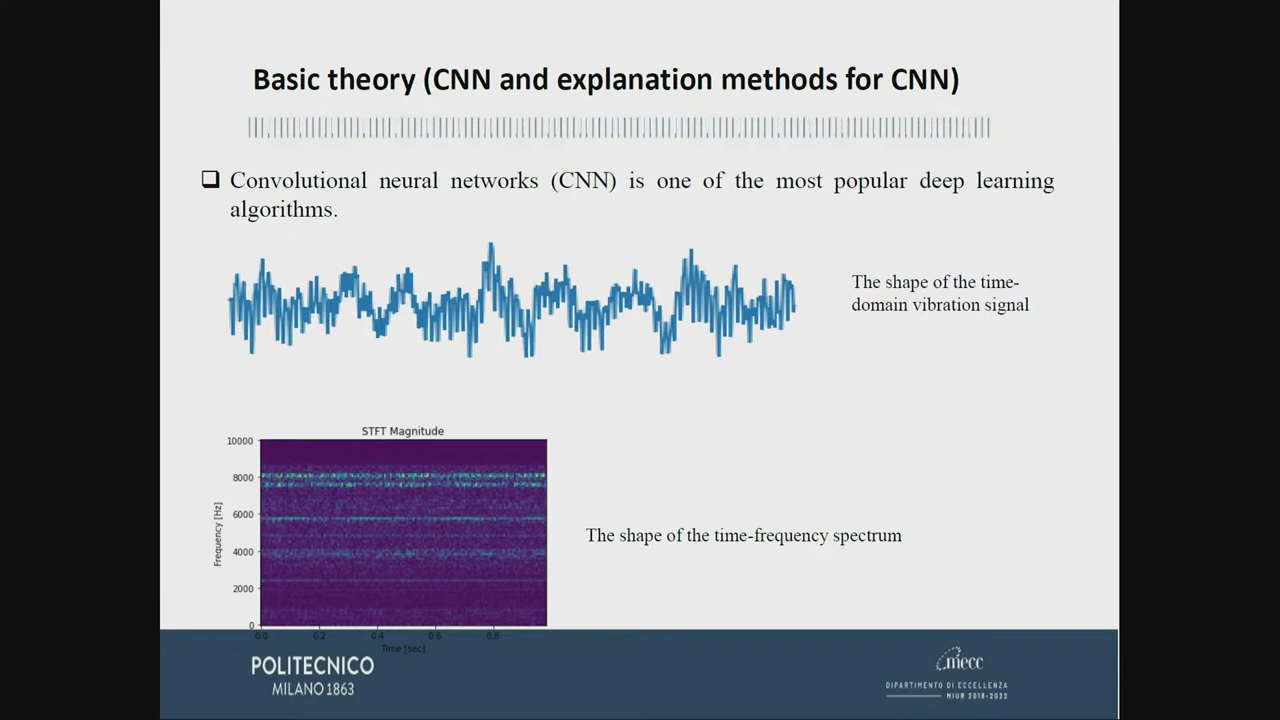 Basic theory (CNN and explanation methods for CNN)
Convolutional neural networks (CNN) is one of the most popular deep learning
algorithms.
The shape of the time-
domain vibration signal
STFT Magnitude
10000
8000
6000
4000
2000
0
Frequency [Hz]
0.0 0.2 0.4 0.6 0.8
Time [sec]
The shape of the time-frequency spectrum
POLITECNICO
MILANO 1863
mecc
DIPARTIMENTO DI ECCELLENZA
MIUR 2018-2022